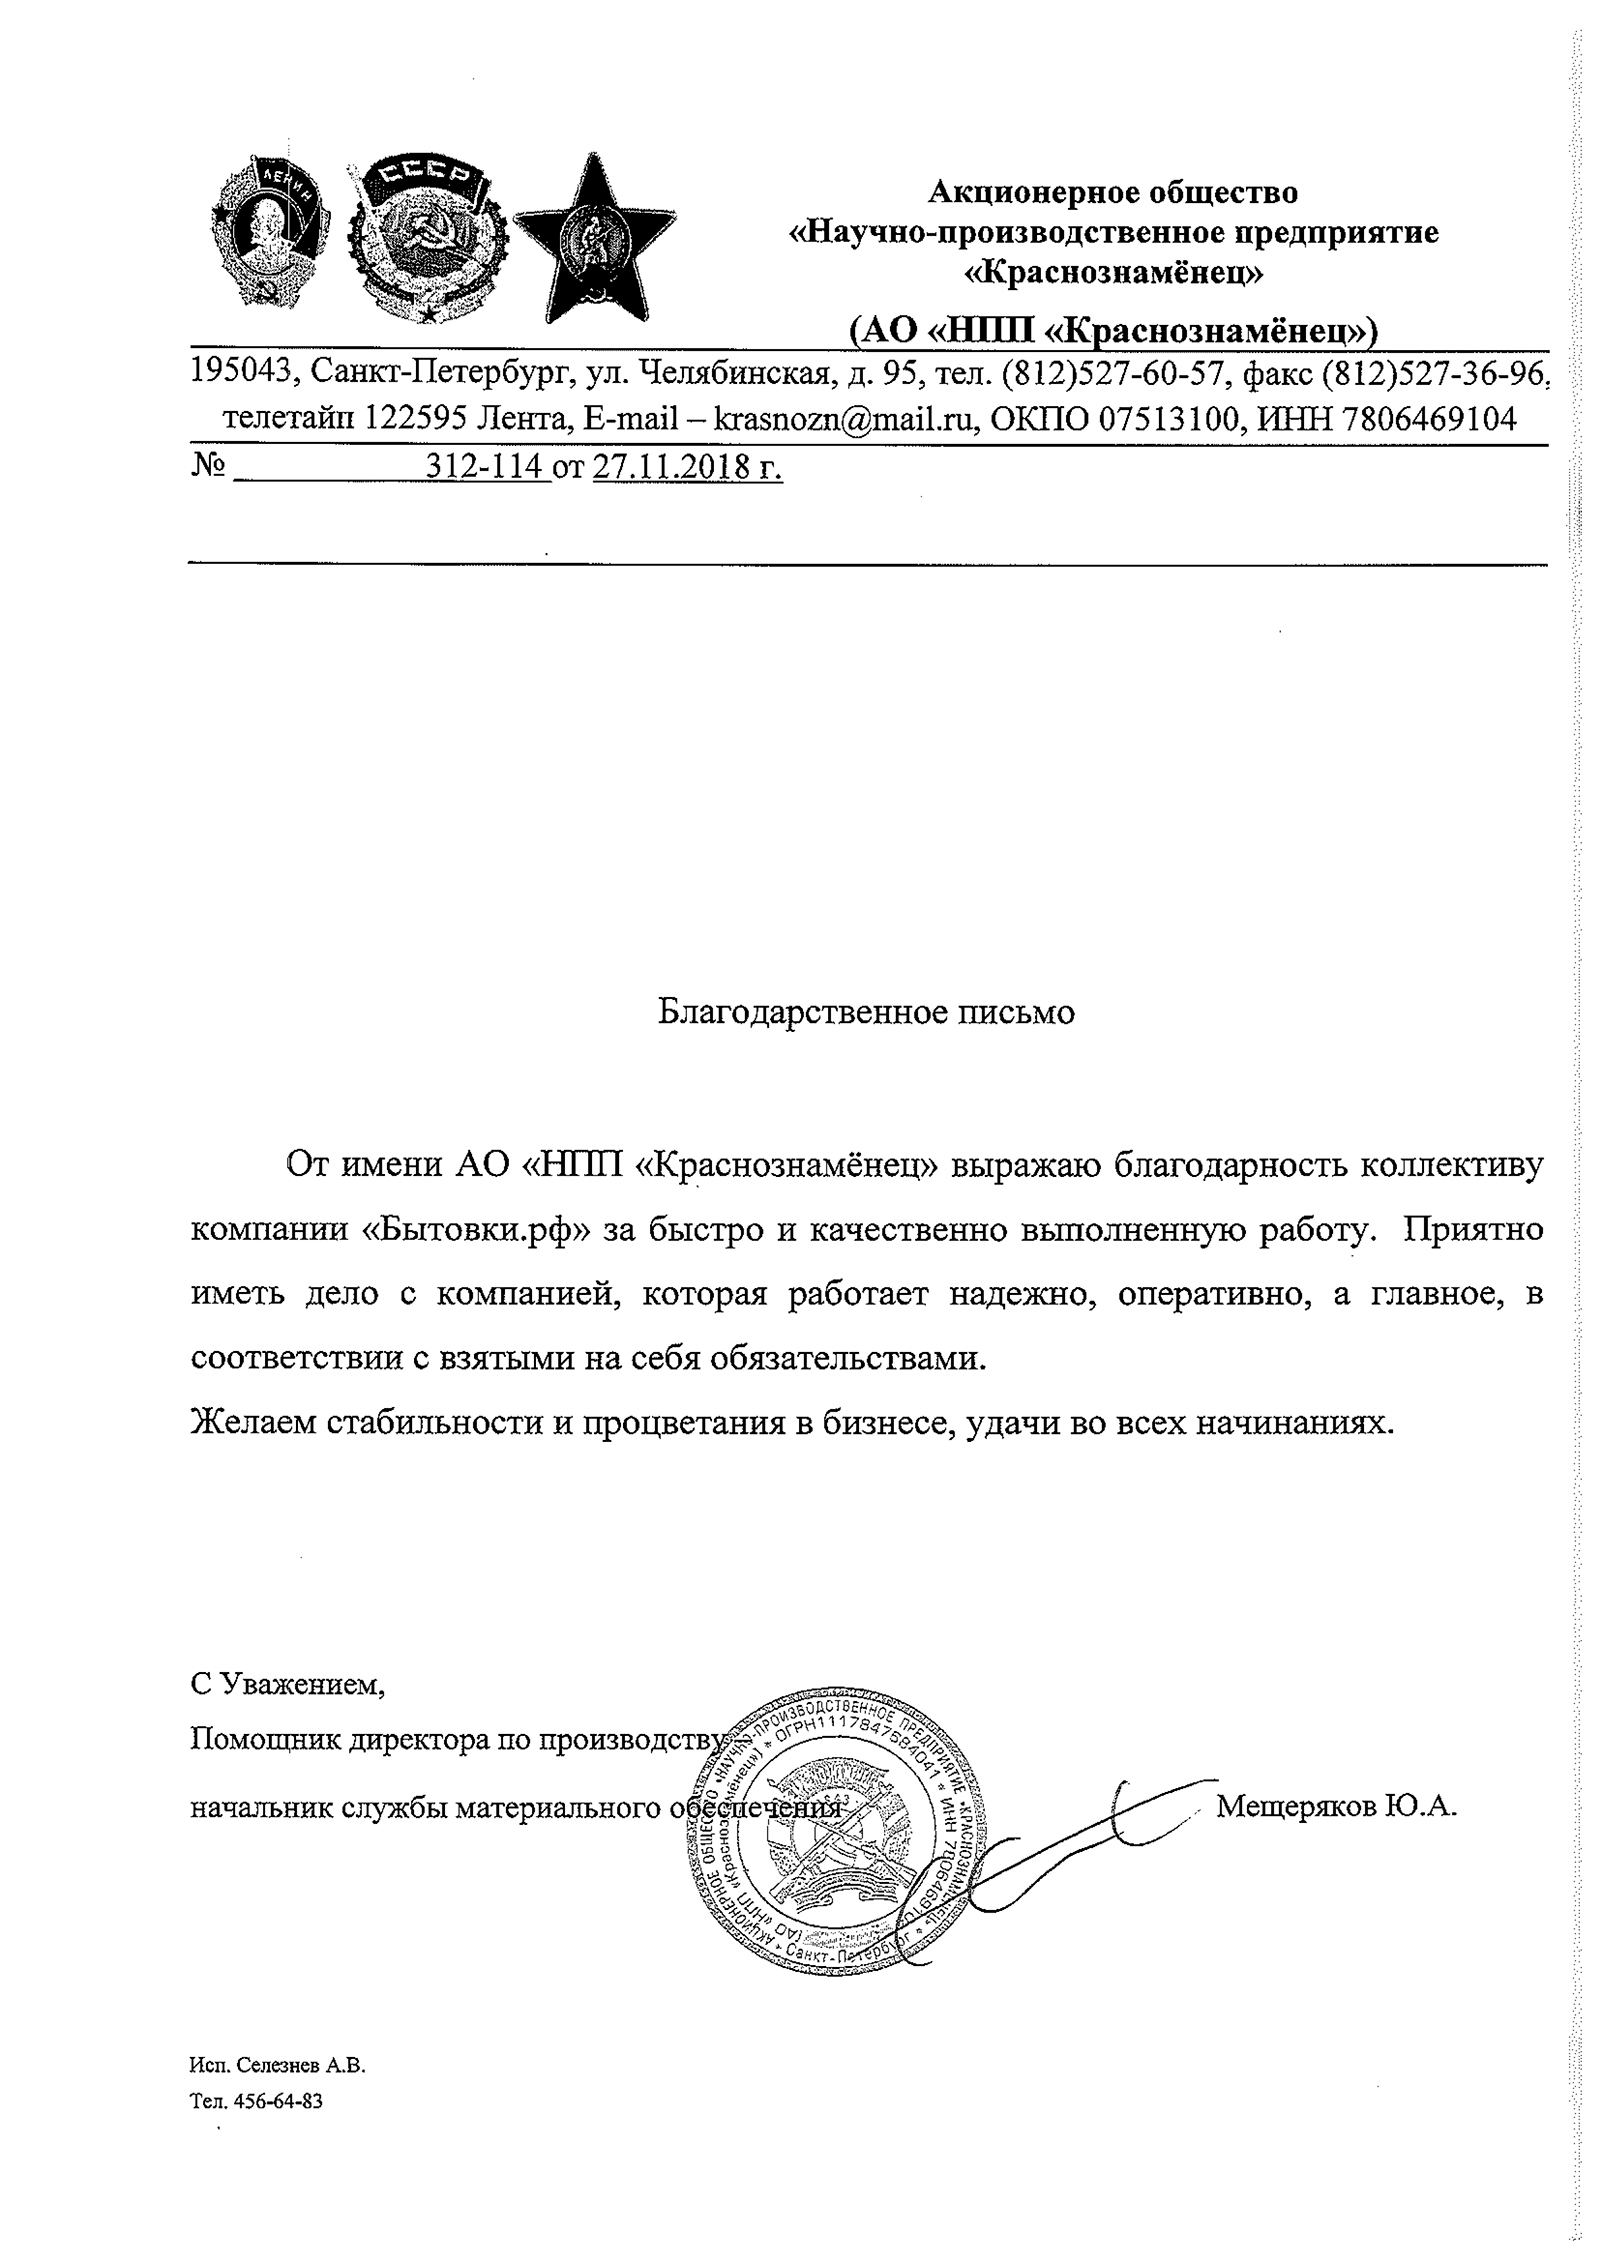 ЛЕНИН
СССР
Акционерное общество
«Научно-производственное предприятие
«Краснознамёнец»
(АО «НПП «Краснознамёнец»)
195043, Санкт-Петербург, ул. Челябинская, д. 95, тел. (812)527-60-57, факс (812)527-36-96,
телетайп 122595 Лента, E-mail – krasnozn@mail.ru, ОКПО 07513100, ИНН 7806469104
№ 312-114 от 27.11.2018 г.
Благодарственное письмо
От имени АО «НПП «Краснознамёнец» выражаю благодарность коллективу
компании «Бытовки.рф» за быстро и качественно выполненную работу. Приятно
иметь дело с компанией, которая работает надежно, оперативно, а главное, в
соответствии с взятыми на себя обязательствами.
Желаем стабильности и процветания в бизнесе, удачи во всех начинаниях.
С Уважением,
Помощник директора по производству –
начальник службы материального обеспечения
Мещеряков Ю.А.
АКЦИОНЕРНОЕ ОБЩЕСТВО «НАУЧНО-ПРОИЗВОДСТВЕННОЕ ПРЕДПРИЯТИЕ «КРАСНОЗНАМЕНЕЦ» * Санкт-Петербург *
(АО «НПП «Краснознамёнец») * ОГРН1117847584041 * ИНН 7806469104
Исп. Селезнев А.В.
Тел. 456-64-83